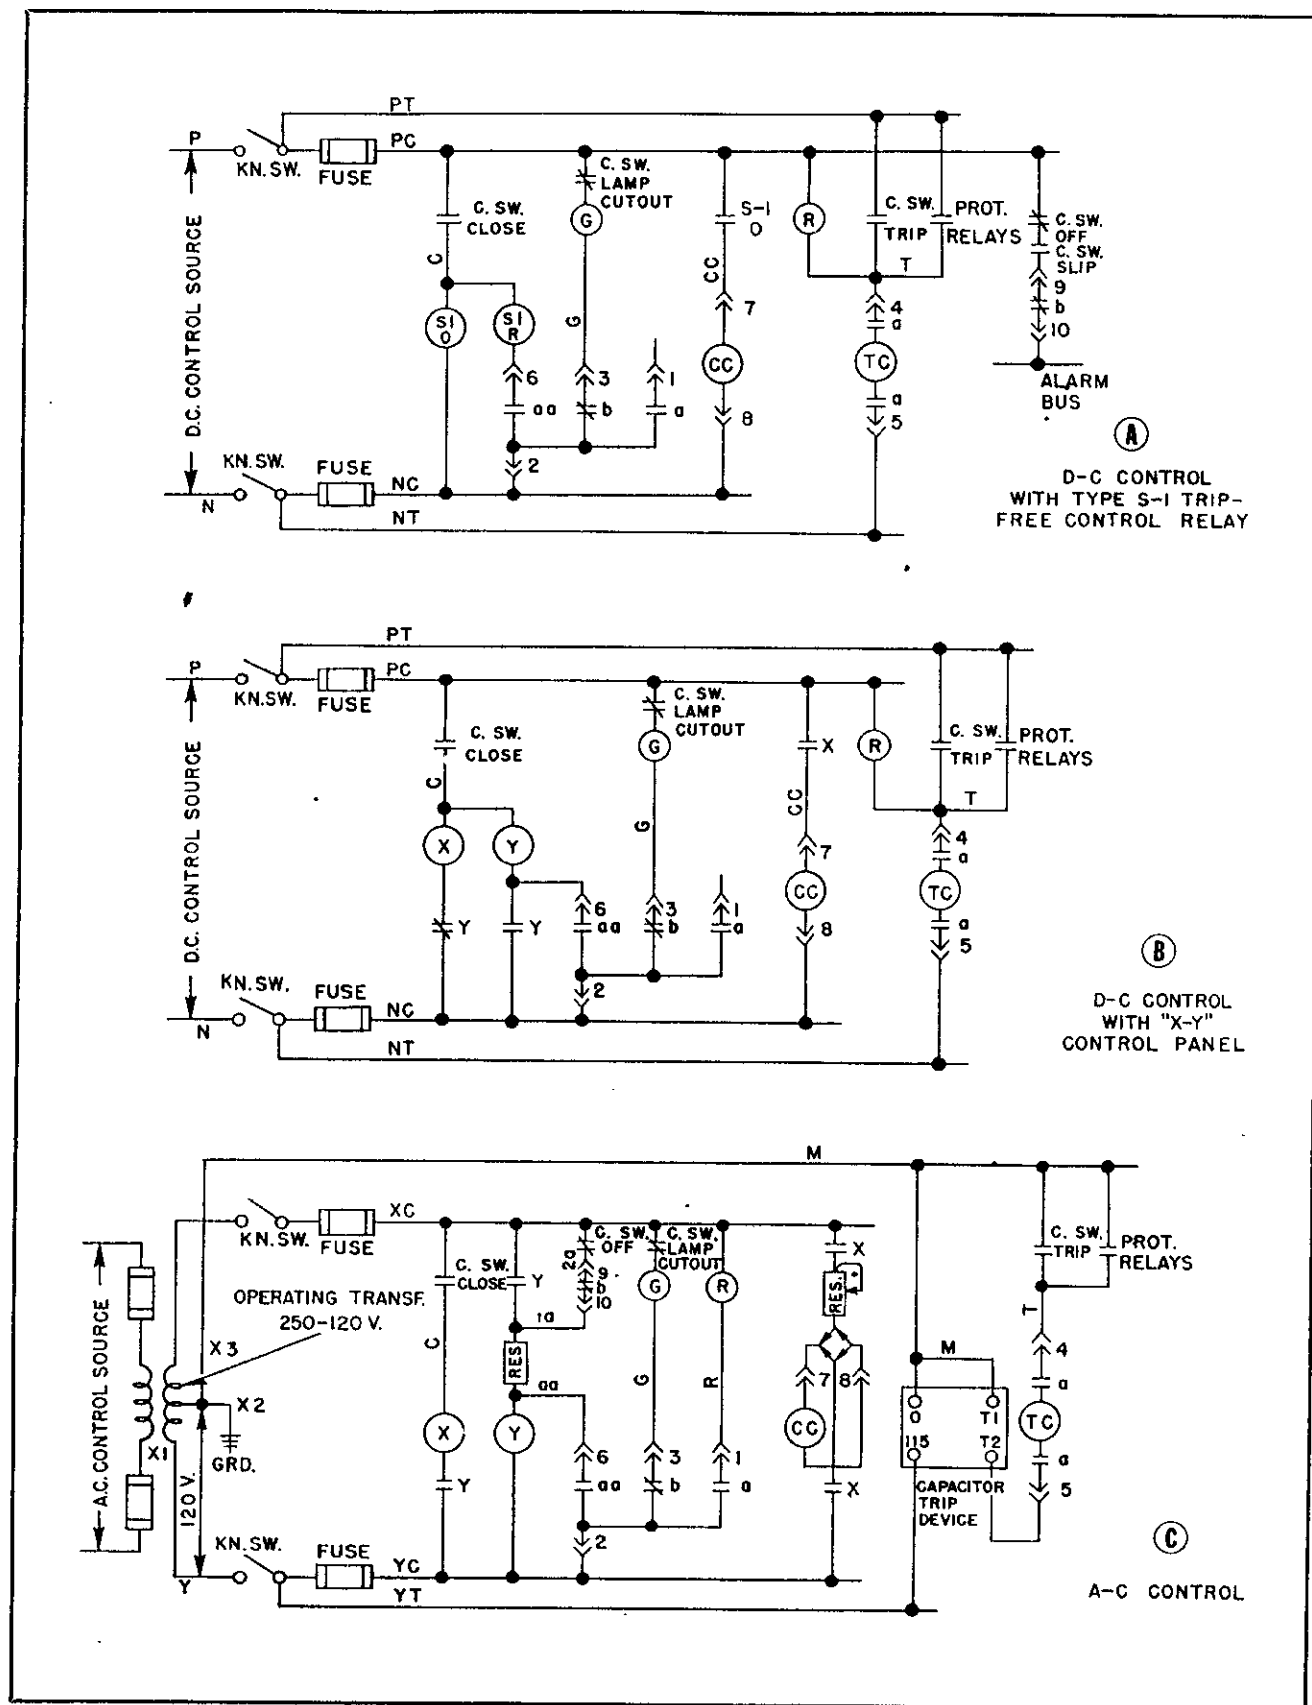 PT
P
KN.SW.
FUSE
PC
C. SW.
LAMP
CUTOUT
C. SW.
CLOSE
G
S-1
O
R
C. SW.
TRIP
PROT.
RELAYS
C. SW.
OFF
C. SW.
SLIP
D.C. CONTROL SOURCE
C
CC
T
9
b
10
S1
O
S1
R
G
7
4
a
6
3
1
CC
TC
aa
b
a
8
a
5
ALARM
BUS
2
KN.SW.
FUSE
NC
N
NT
A
D-C CONTROL
WITH TYPE S-1 TRIP-
FREE CONTROL RELAY
PT
P
KN.SW.
FUSE
PC
C. SW.
LAMP
CUTOUT
C. SW.
CLOSE
G
X
R
C. SW.
TRIP
PROT.
RELAYS
D.C. CONTROL SOURCE
C
CC
T
X
Y
G
7
4
a
6
3
1
CC
TC
Y
Y
aa
b
a
8
a
5
2
KN.SW.
FUSE
NC
N
NT
B
D-C CONTROL
WITH "X-Y"
CONTROL PANEL
M
XC
KN.SW.
FUSE
C. SW.
CLOSE
Y
C. SW.
OFF
2a
9
b
10
C. SW.
LAMP
CUTOUT
G
R
X
RES.
*
C. SW.
TRIP
PROT.
RELAYS
OPERATING TRANSF.
250-120 V.
A.C. CONTROL SOURCE
X3
X2
X1
GRD.
120 V.
C
1a
RES
aa
G
R
7
8
M
T
4
a
X
Y
CC
O
T1
115
T2
TC
6
3
1
Y
aa
b
a
X
a
5
CAPACITOR
TRIP
DEVICE
2
KN.SW.
FUSE
YC
Y
YT
C
A-C CONTROL